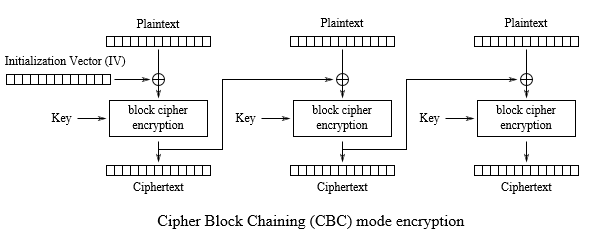 Plaintext
Plaintext
Plaintext
Initialization Vector (IV)
Key
block cipher
encryption
Key
block cipher
encryption
Key
block cipher
encryption
Ciphertext
Ciphertext
Ciphertext
Cipher Block Chaining (CBC) mode encryption